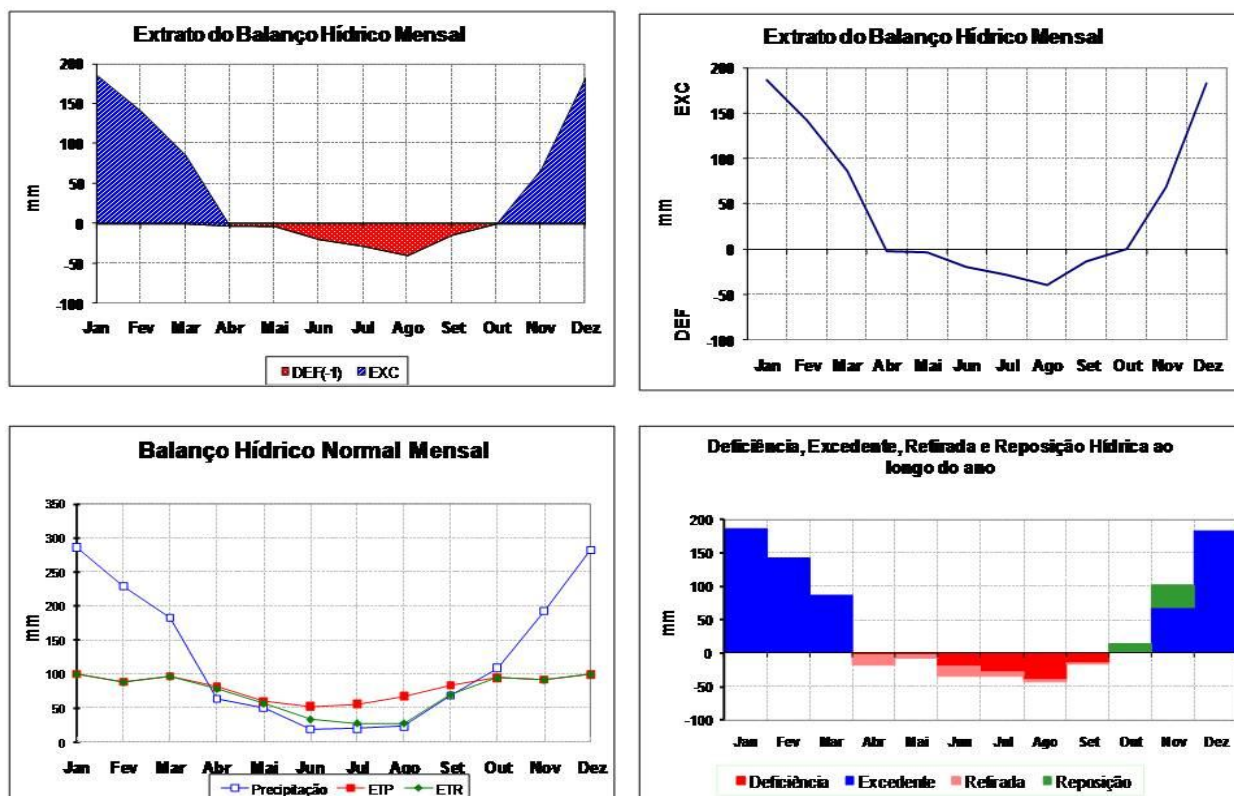 Extrato do Balanço Hídrico Mensal
200
150
100
50
0
-50
-100
mm
Jan Fev Mar Abr Mai Jun Jul Ago Set Out Nov Dez
DEF(-1) EXC
Extrato do Balanço Hídrico Mensal
200
150
100
50
0
-50
-100
EXC
mm
DEF
Jan Fev Mar Abr Mai Jun Jul Ago Set Out Nov Dez
Balanço Hídrico Normal Mensal
350
300
250
200
150
100
50
0
mm
Jan Fev Mar Abr Mai Jun Jul Ago Set Out Nov Dez
Precipitação ETP ETR
Deficiência, Excedente, Retirada e Reposição Hídrica ao
longo do ano
200
150
100
50
0
-50
-100
mm
Jan Fev Mar Abr Mai Jun Jul Ago Set Out Nov Dez
Deficiência Excedente Retirada Reposição